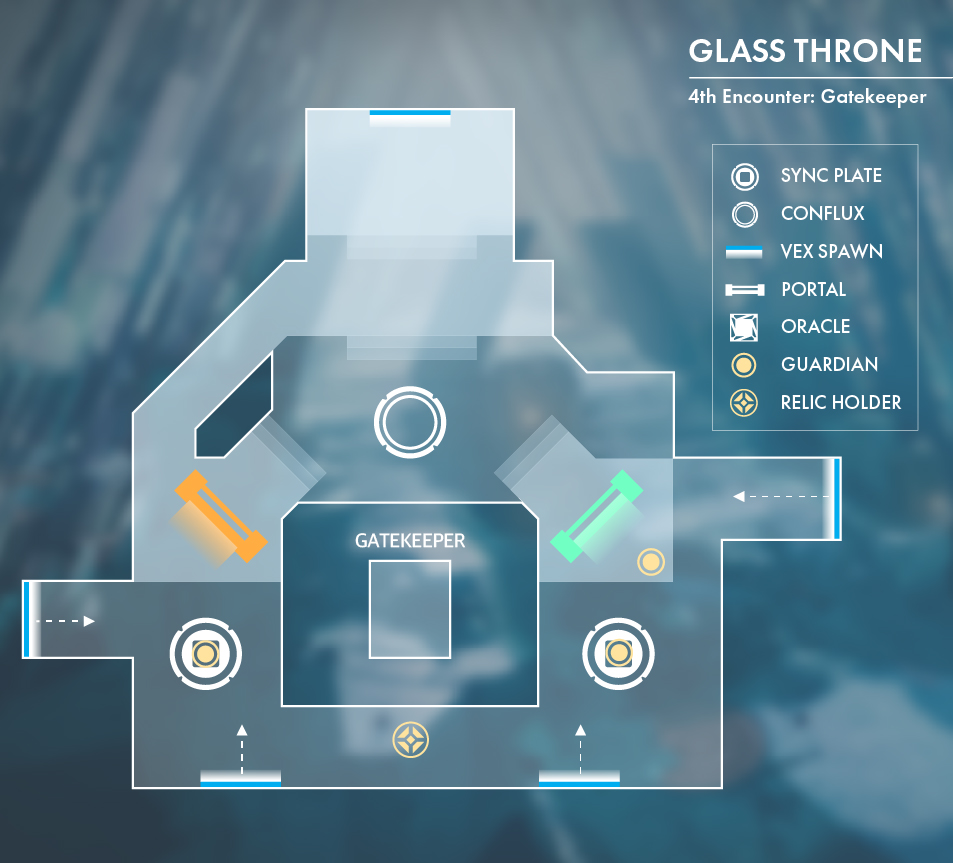 GLASS THRONE
4th Encounter: Gatekeeper
SYNC PLATE
CONFLUX
VEX SPAWN
PORTAL
ORACLE
GUARDIAN
RELIC HOLDER
GATEKEEPER